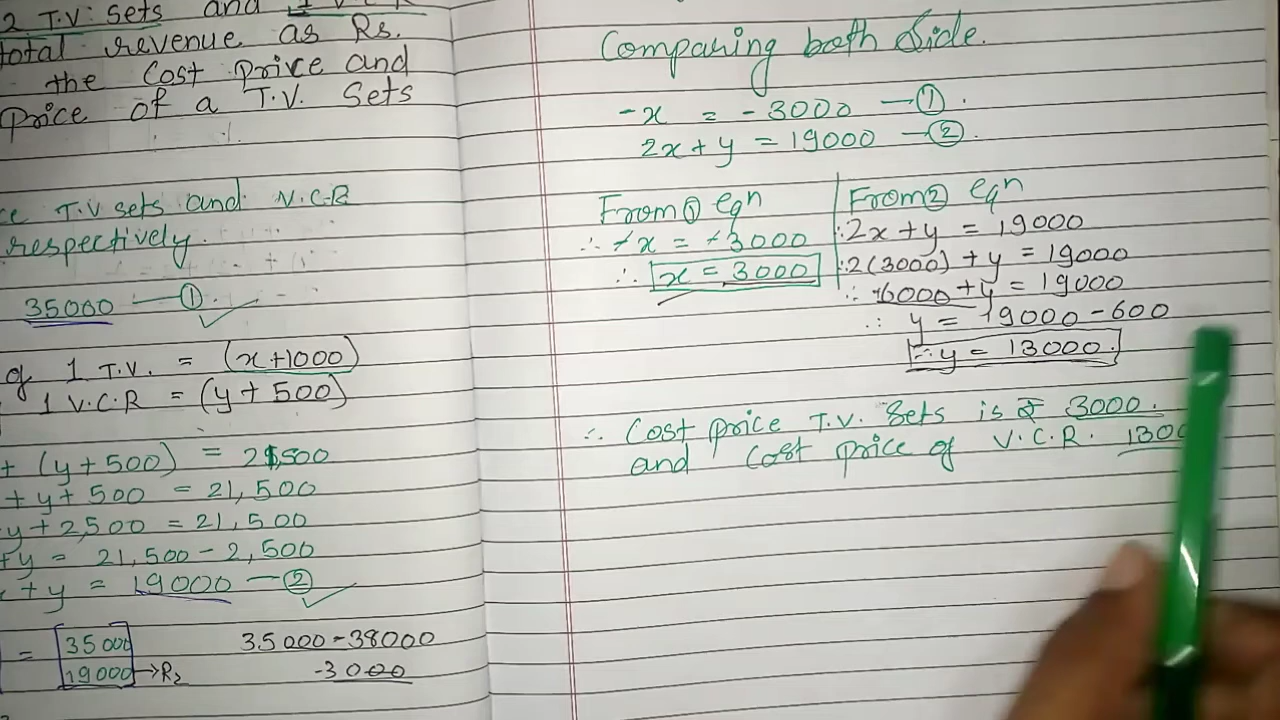 2 T.V. Sets and 1 V C R
total revenue as Rs.
the Cost Price and
Price of a T.V. Sets
T.V sets and V.C.R
respectively.
35000 — ①.
of 1 T.V. = (x+1000)
1 V.C.R = (y + 500)
+ (y+500) = 21500
+ y + 500 = 21,500
y + 2,500 = 21,500
+y = 21,500 - 2,500
+ y = 19000 — ②
= [35000
19000] → R₂
35000 - 38000
-3000
Comparing both Side.
-x = -3000 — ① .
2x + y = 19000 — ②.
From ① eqn
∴ -x = -3000
∴ x = 3000
From ② eqn
∴ 2x + y = 19000
∴ 2(3000) + y = 19000
∴ 6000 + y = 19000
∴ y = 19000 - 600
∴ y = 13000.
∴ Cost price T.V. Sets is ₹ 3000.
and Cost price of V.C.R. 1300